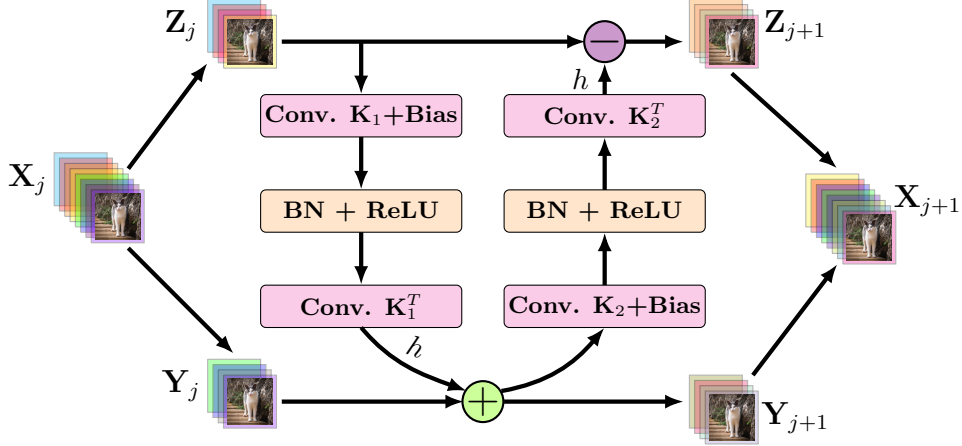 Z_j
−
Z_{j+1}
h
Conv. K_1+Bias
Conv. K_2^T
X_j
X_{j+1}
BN + ReLU
BN + ReLU
Conv. K_1^T
Conv. K_2+Bias
h
Y_j
+
Y_{j+1}